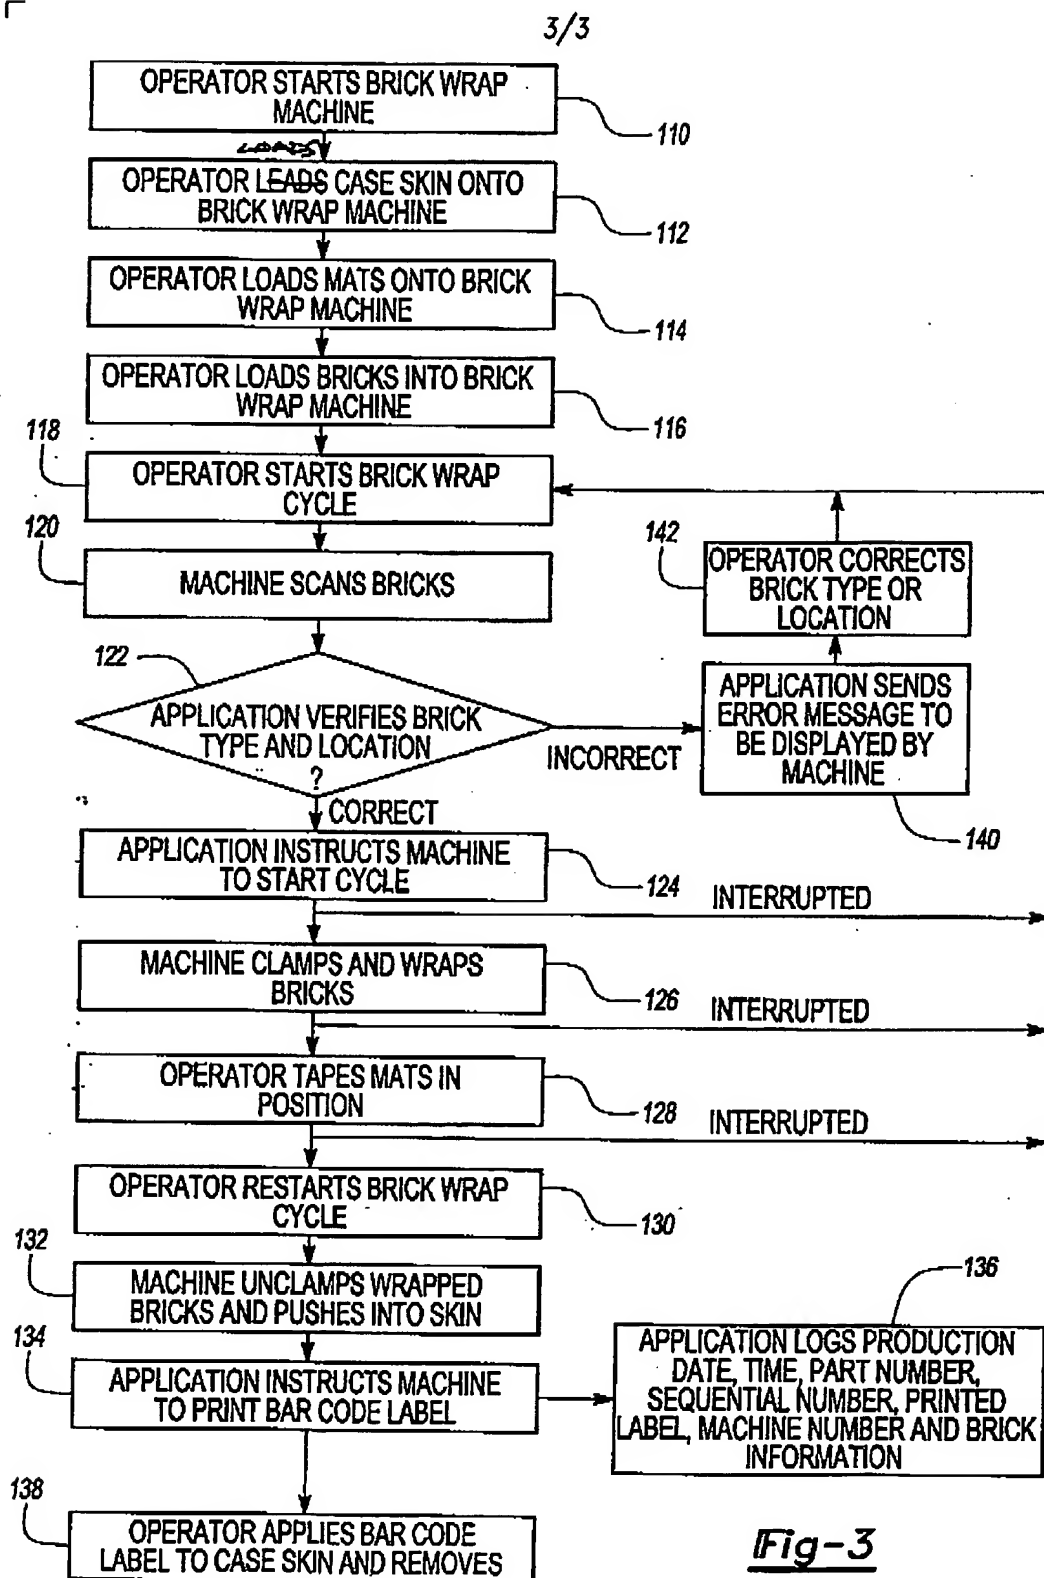 3/3
OPERATOR STARTS BRICK WRAP
MACHINE
110
LOADS
OPERATOR LEADS CASE SKIN ONTO
BRICK WRAP MACHINE
112
OPERATOR LOADS MATS ONTO BRICK
WRAP MACHINE
114
OPERATOR LOADS BRICKS INTO BRICK
WRAP MACHINE
116
118
OPERATOR STARTS BRICK WRAP
CYCLE
120
MACHINE SCANS BRICKS
142
OPERATOR CORRECTS
BRICK TYPE OR
LOCATION
122
APPLICATION VERIFIES BRICK
TYPE AND LOCATION
?
INCORRECT
APPLICATION SENDS
ERROR MESSAGE TO
BE DISPLAYED BY
MACHINE
140
CORRECT
APPLICATION INSTRUCTS MACHINE
TO START CYCLE
124
INTERRUPTED
MACHINE CLAMPS AND WRAPS
BRICKS
126
INTERRUPTED
OPERATOR TAPES MATS IN
POSITION
128
INTERRUPTED
OPERATOR RESTARTS BRICK WRAP
CYCLE
130
132
MACHINE UNCLAMPS WRAPPED
BRICKS AND PUSHES INTO SKIN
134
APPLICATION INSTRUCTS MACHINE
TO PRINT BAR CODE LABEL
136
APPLICATION LOGS PRODUCTION
DATE, TIME, PART NUMBER,
SEQUENTIAL NUMBER, PRINTED
LABEL, MACHINE NUMBER AND BRICK
INFORMATION
138
OPERATOR APPLIES BAR CODE
LABEL TO CASE SKIN AND REMOVES
Fig-3